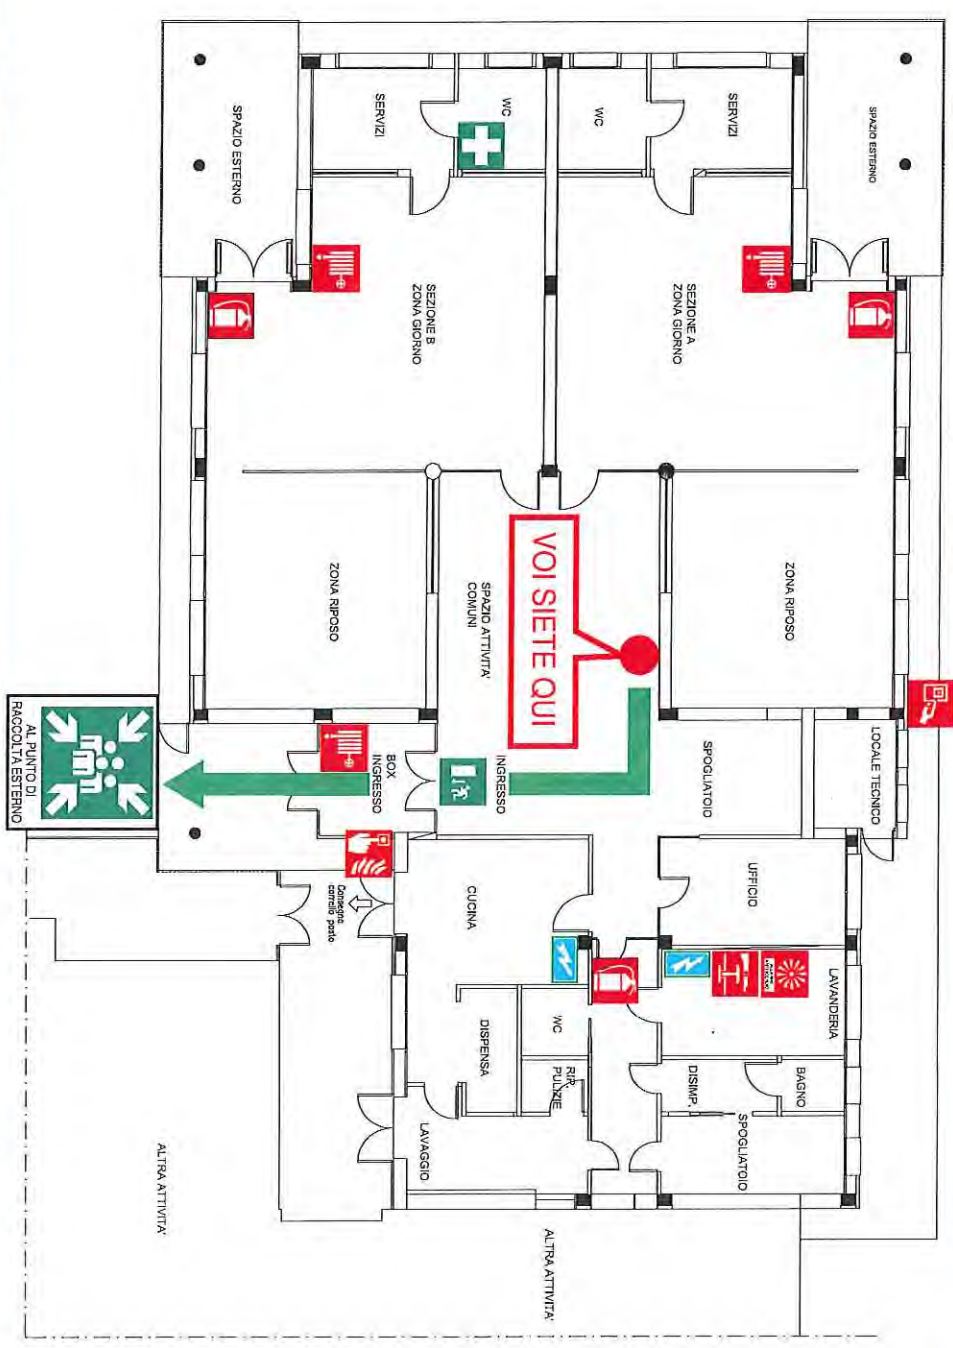 SPAZIO ESTERNO
SERVIZI
WC
WC
SERVIZI
SPAZIO ESTERNO
SEZIONE B
ZONA GIORNO
SEZIONE A
ZONA GIORNO
ZONA RIPOSO
SPAZIO ATTIVITA'
COMUNI
VOI SIETE QUI
ZONA RIPOSO
AL PUNTO DI
RACCOLTA ESTERNO
BOX
INGRESSO
INGRESSO
SPOGLIATOIO
LOCALE TECNICO
Consegna
carrello pasto
CUCINA
UFFICIO
LAVANDERIA
DISPENSA
WC
RIP.
PULIZIE
DISIMP.
BAGNO
LAVAGGIO
SPOGLIATOIO
ALTRA ATTIVITA'
ALTRA ATTIVITA'